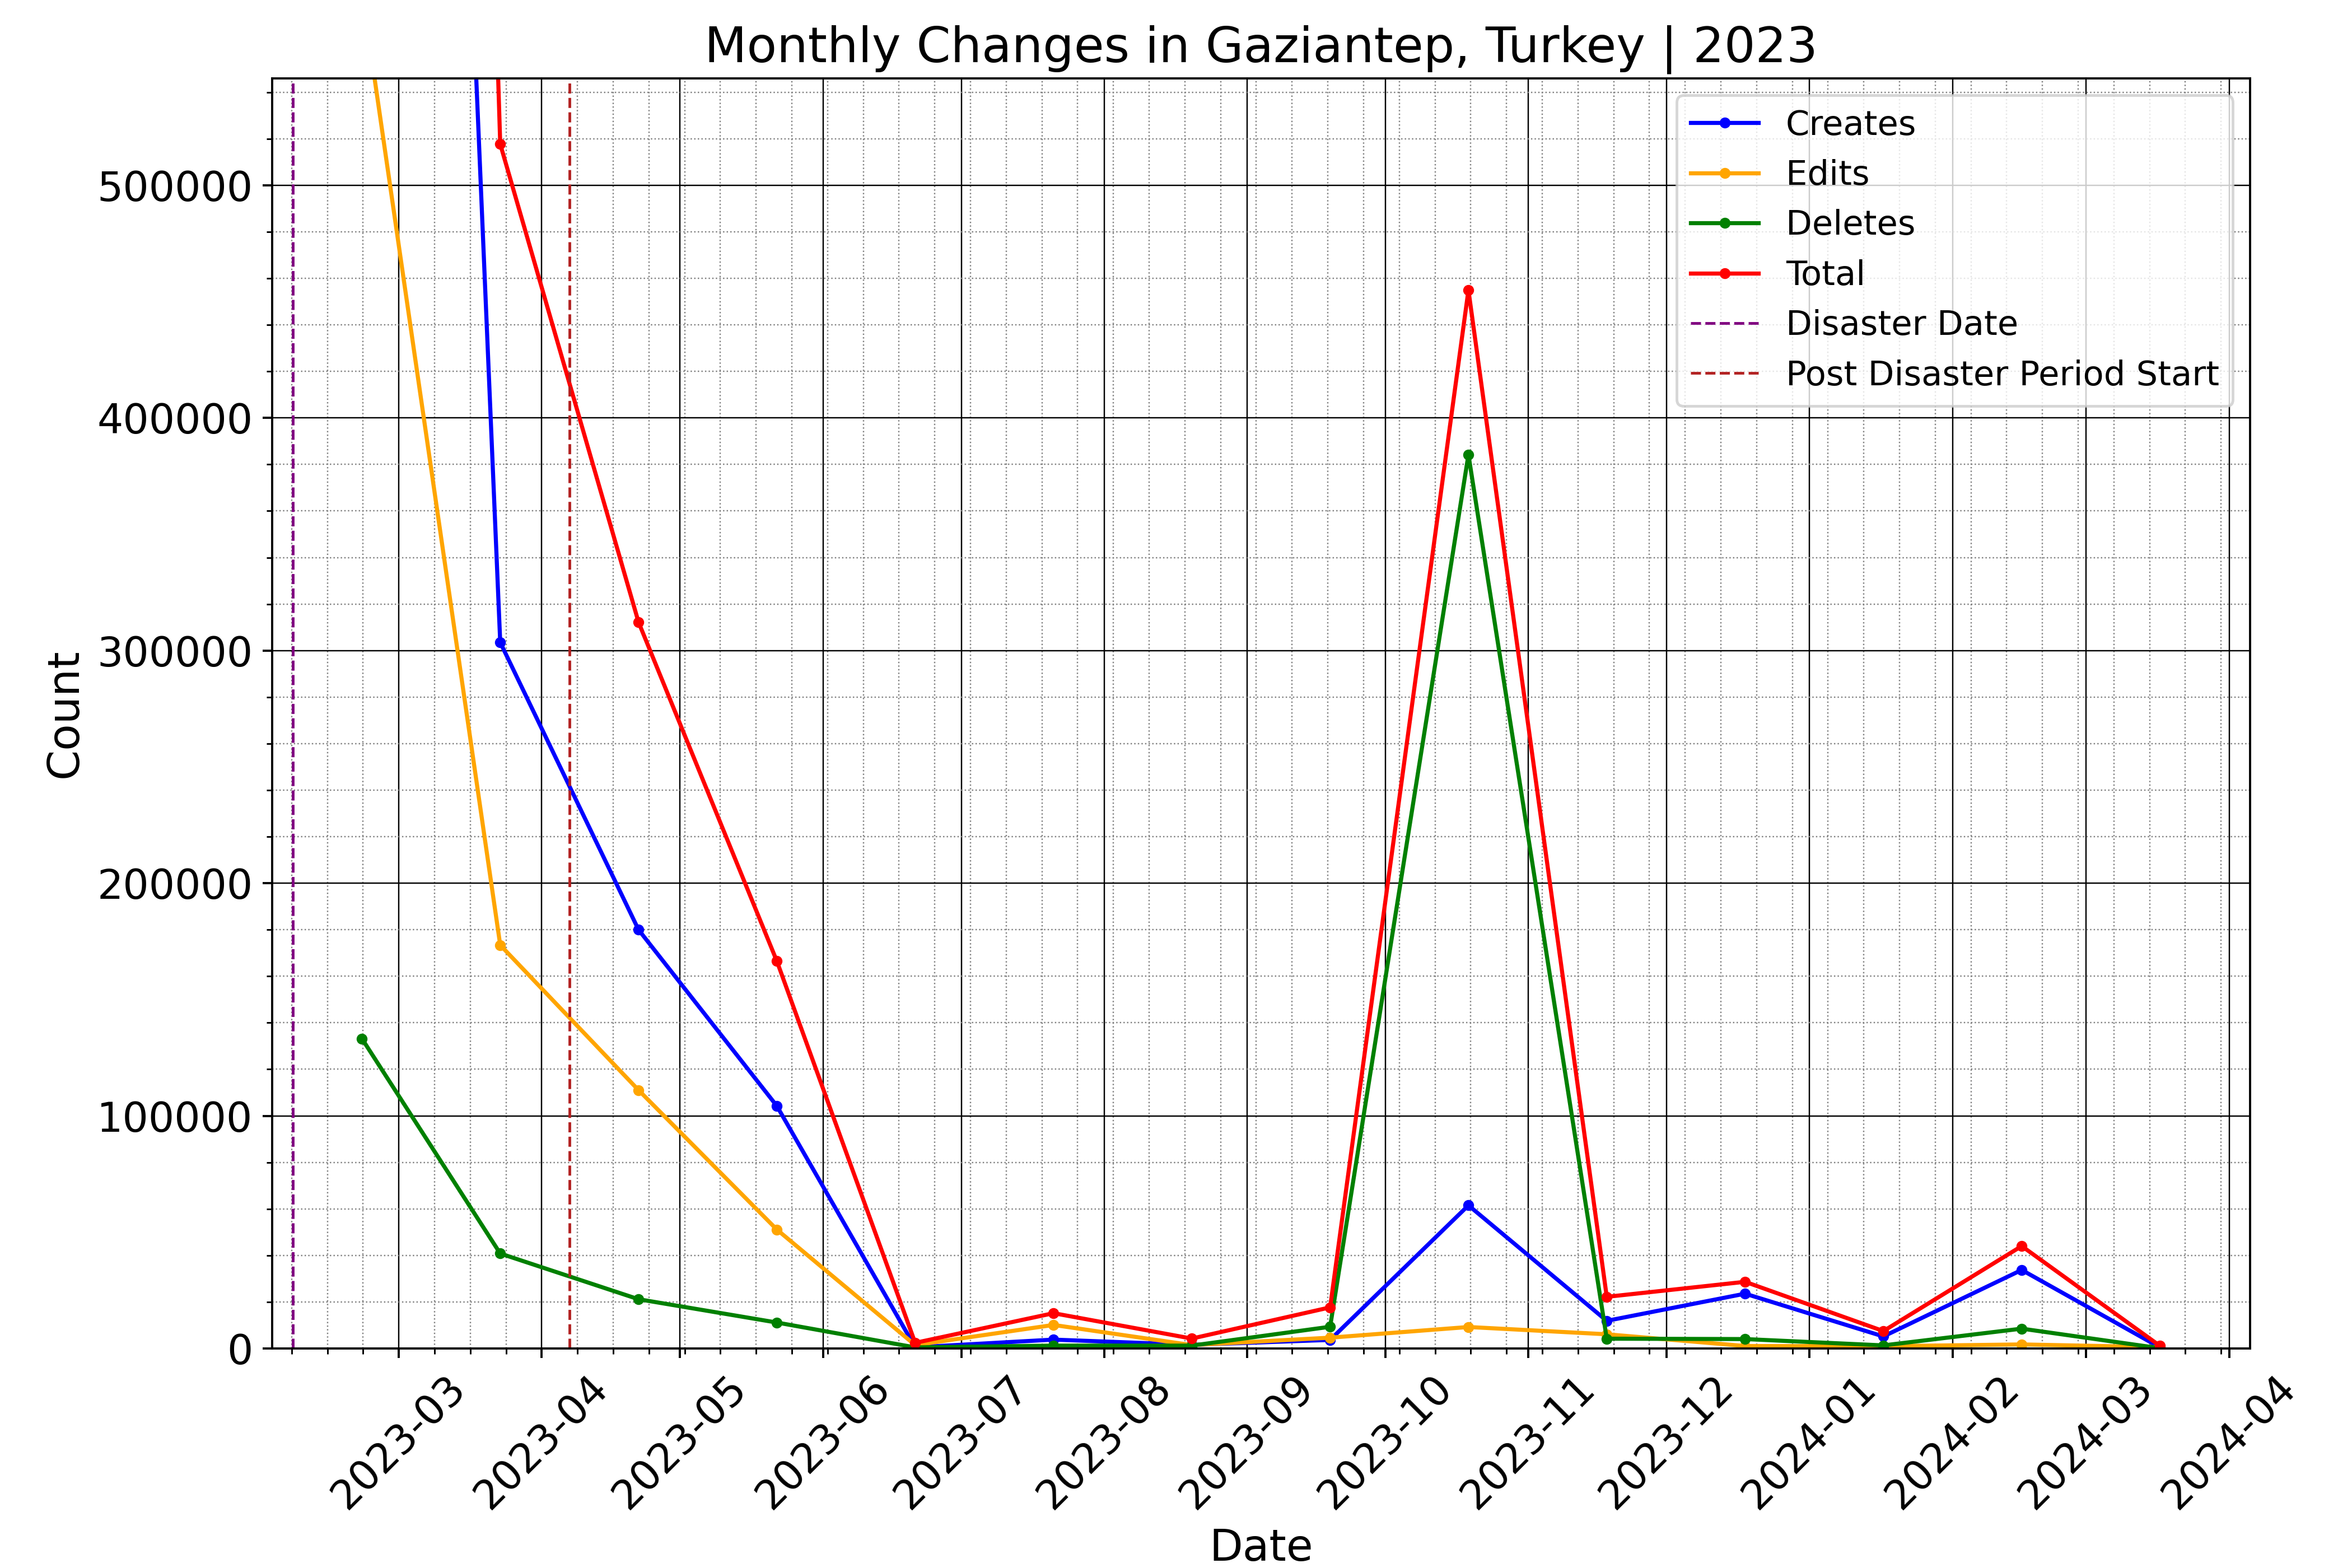 Monthly Changes in Gaziantep, Turkey | 2023
Creates
Edits
Deletes
Total
Disaster Date
Post Disaster Period Start
Count
500000
400000
300000
200000
100000
0
2023-03
2023-04
2023-05
2023-06
2023-07
2023-08
2023-09
2023-10
2023-11
2023-12
2024-01
2024-02
2024-03
2024-04
Date